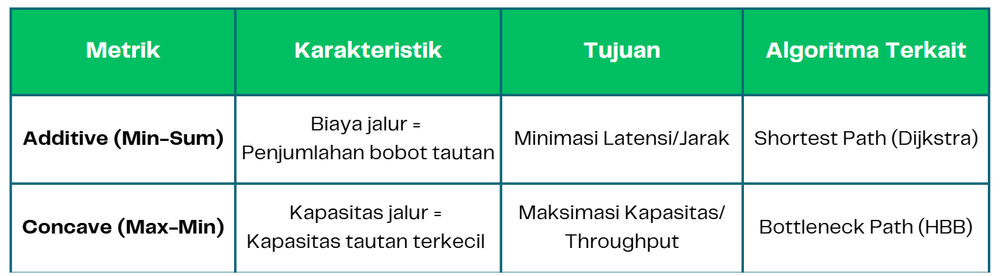 Metrik
Karakteristik
Tujuan
Algoritma Terkait
Additive (Min-Sum)
Biaya jalur =
Penjumlahan bobot tautan
Minimasi Latensi/Jarak
Shortest Path (Dijkstra)
Concave (Max-Min)
Kapasitas jalur =
Kapasitas tautan terkecil
Maksimasi Kapasitas/
Throughput
Bottleneck Path (HBB)